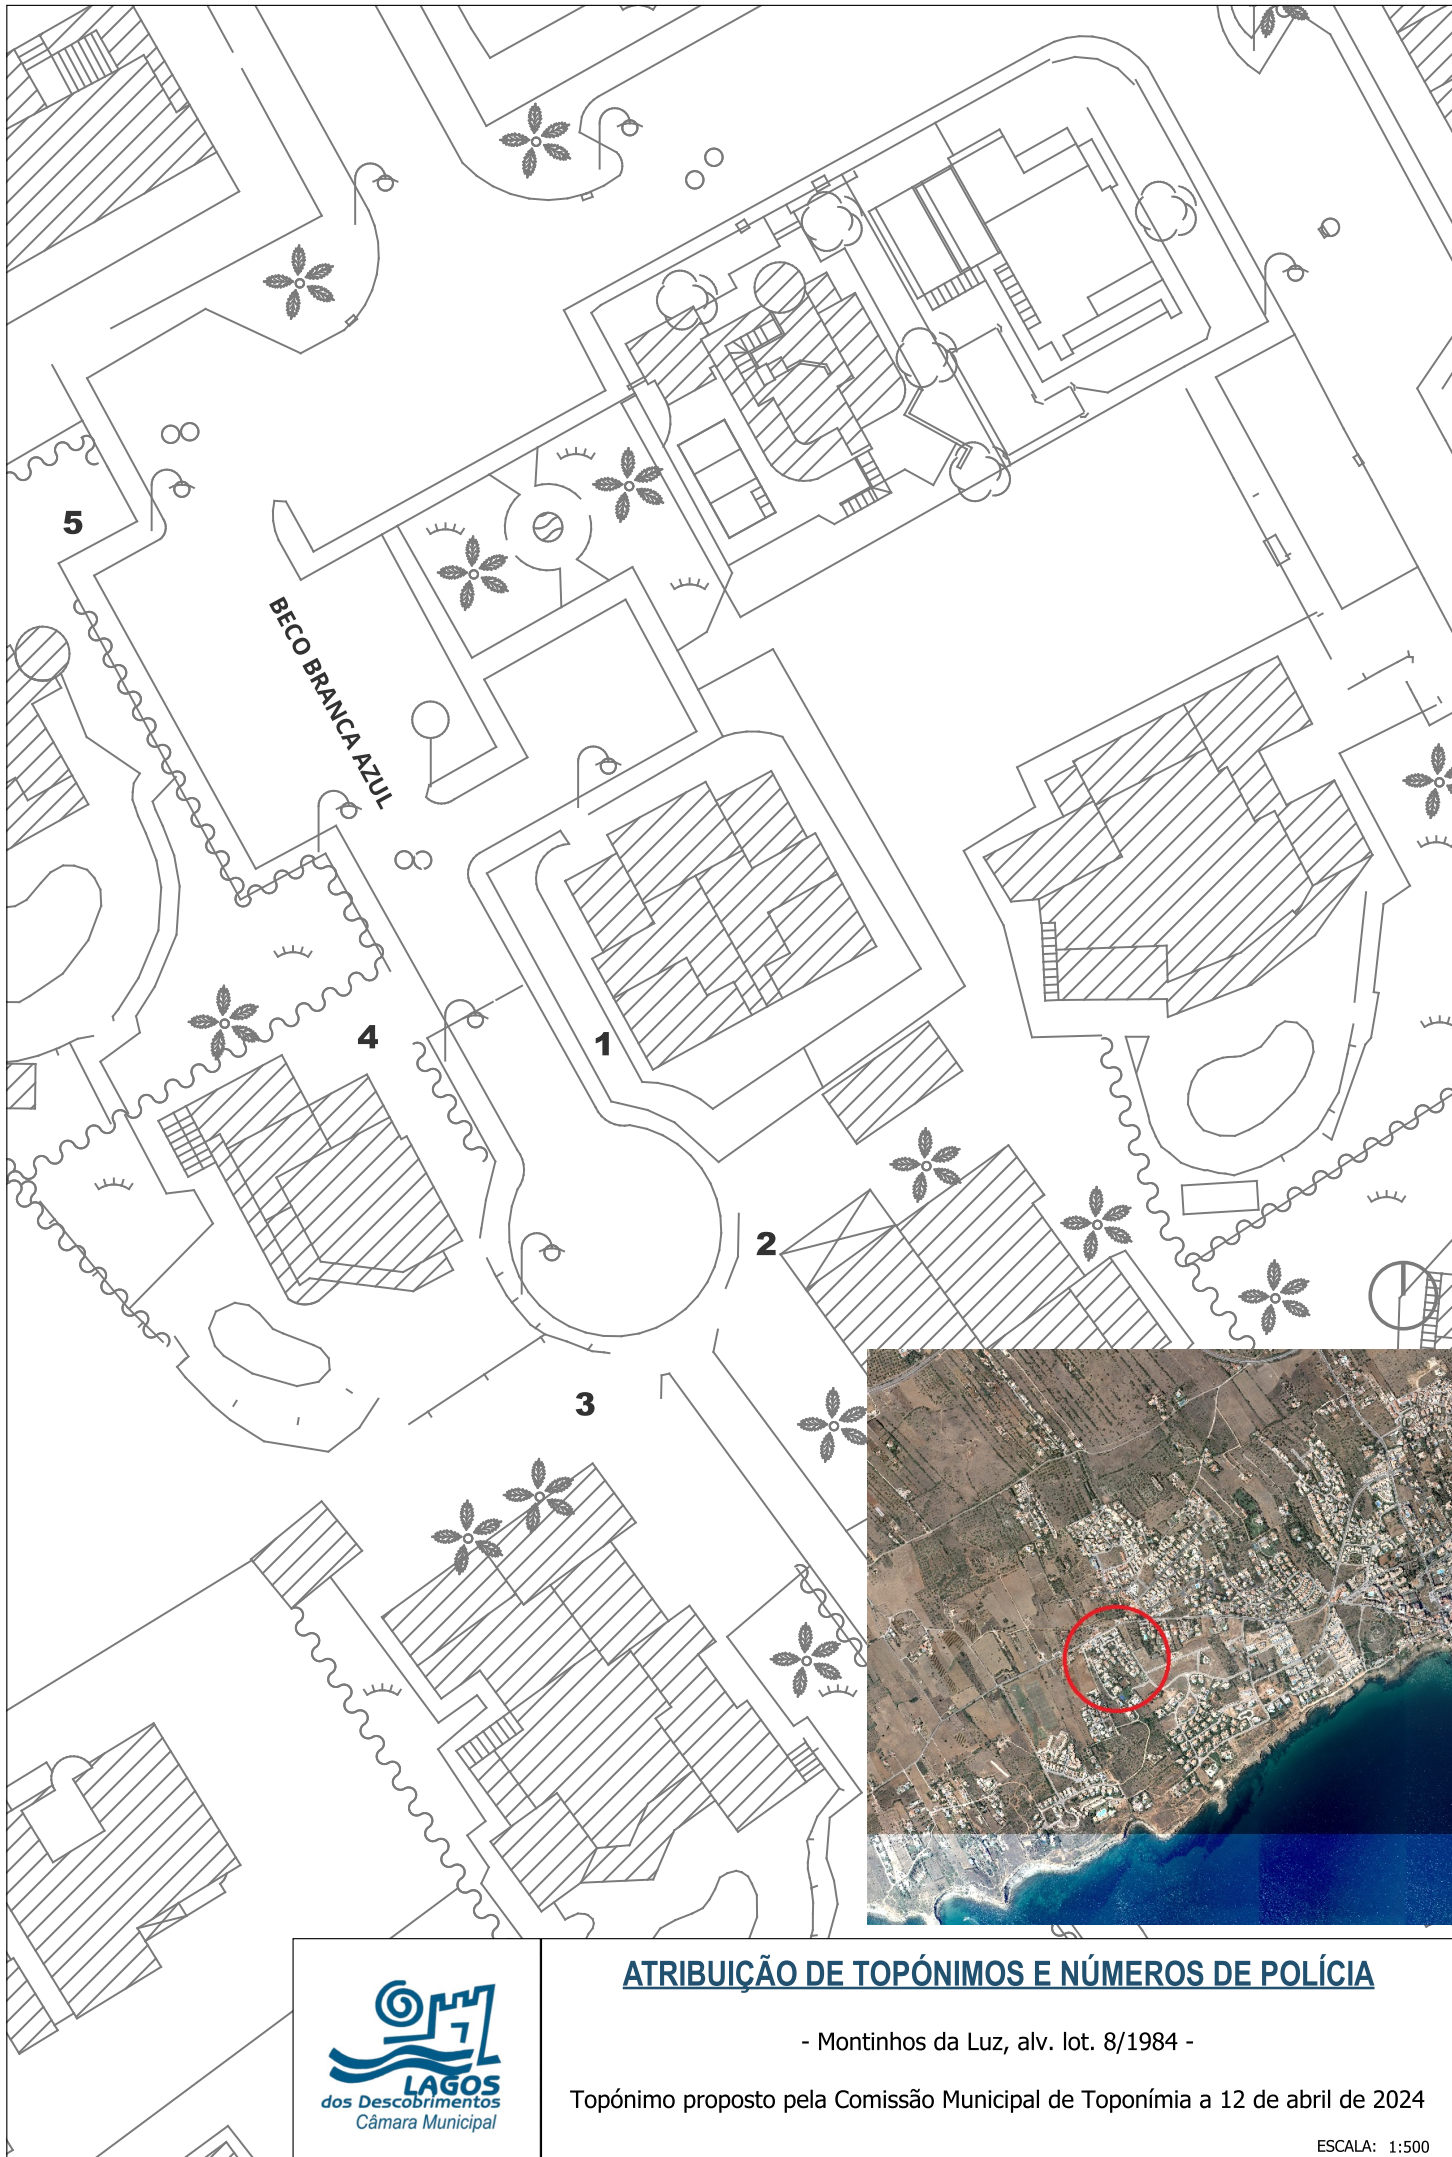 5
BECO BRANCA AZUL
4
1
2
3
LAGOS
dos Descobrimentos
Câmara Municipal
ATRIBUIÇÃO DE TOPÓNIMOS E NÚMEROS DE POLÍCIA
- Montinhos da Luz, alv. lot. 8/1984 -
Topónimo proposto pela Comissão Municipal de Toponímia a 12 de abril de 2024
ESCALA: 1:500